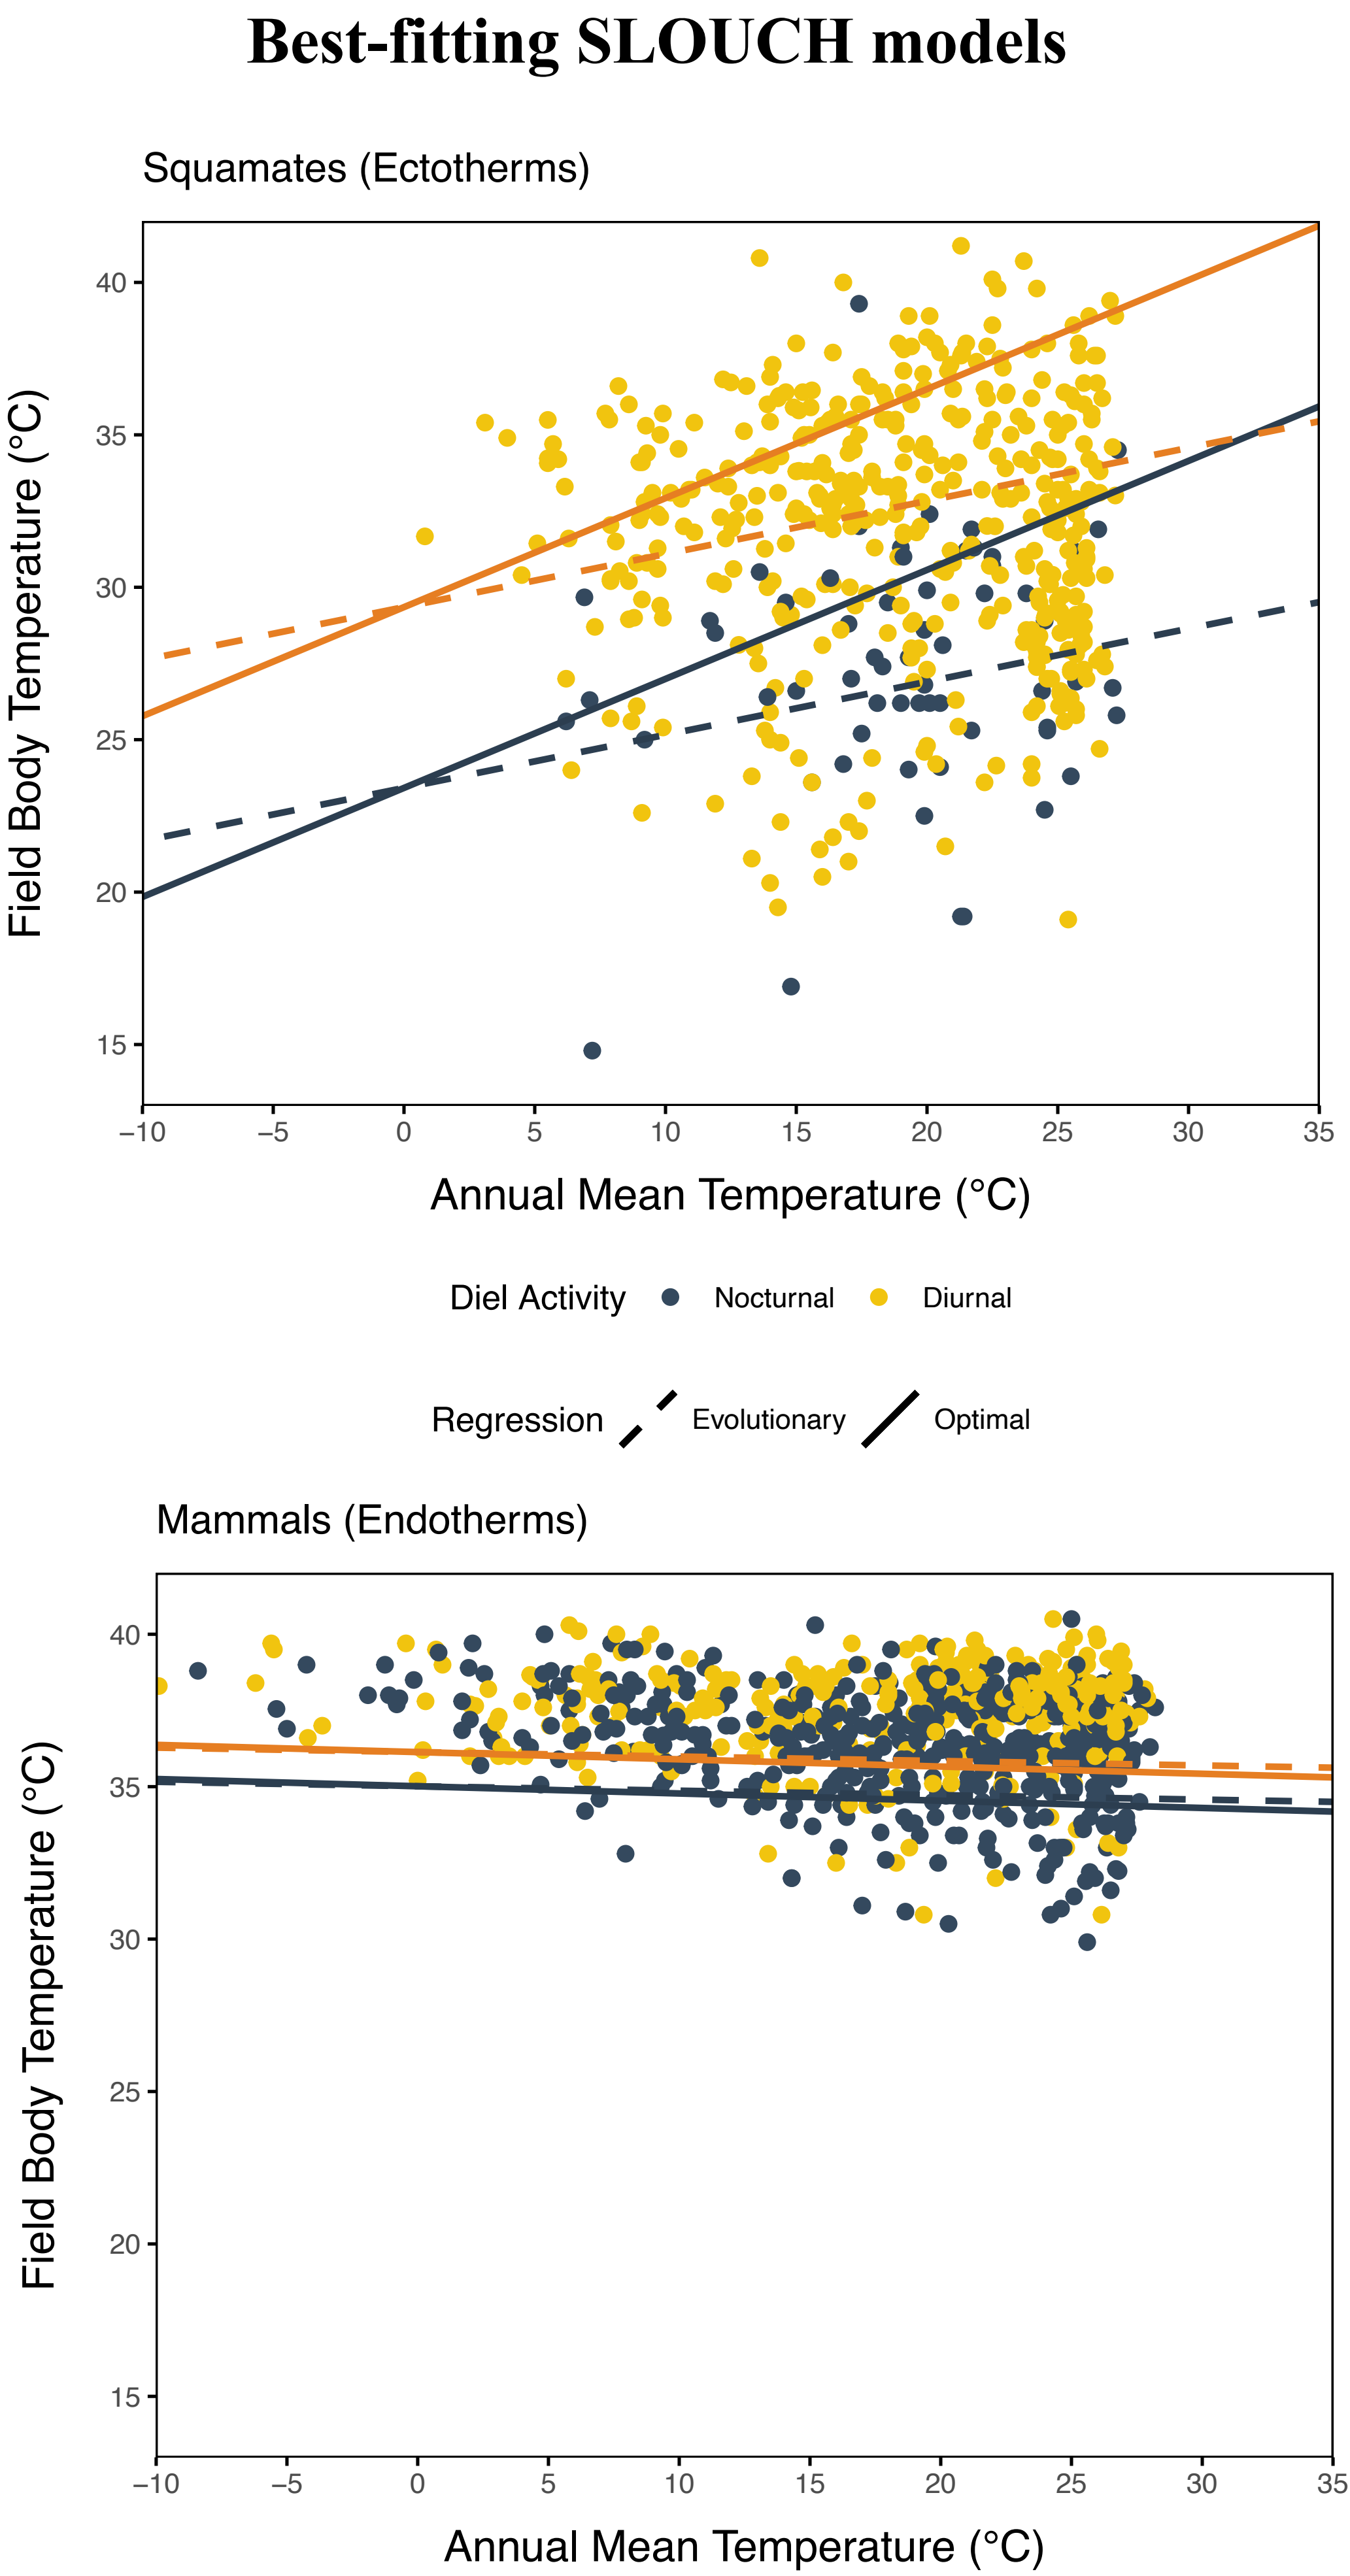 Best-fitting SLOUCH models
Squamates (Ectotherms)
Field Body Temperature (°C)
40
35
30
25
20
15
−10 −5 0 5 10 15 20 25 30 35
Annual Mean Temperature (°C)
Diel Activity Nocturnal Diurnal
Regression Evolutionary Optimal
Mammals (Endotherms)
Field Body Temperature (°C)
40
35
30
25
20
15
−10 −5 0 5 10 15 20 25 30 35
Annual Mean Temperature (°C)